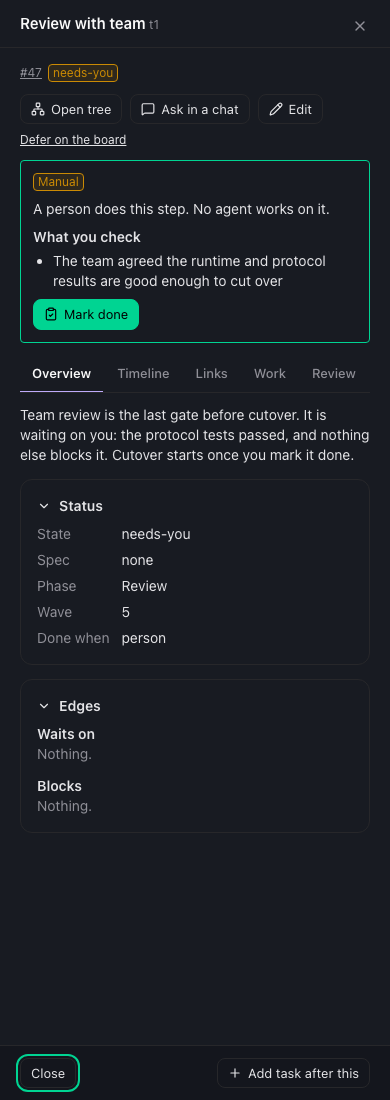 Review with team t1
#47 needs-you
Open tree Ask in a chat Edit
Defer on the board
Manual
A person does this step. No agent works on it.
What you check
• The team agreed the runtime and protocol
results are good enough to cut over
Mark done
Overview Timeline Links Work Review
Team review is the last gate before cutover. It is
waiting on you: the protocol tests passed, and nothing
else blocks it. Cutover starts once you mark it done.
Status
State needs-you
Spec none
Phase Review
Wave 5
Done when person
Edges
Waits on
Nothing.
Blocks
Nothing.
Close + Add task after this